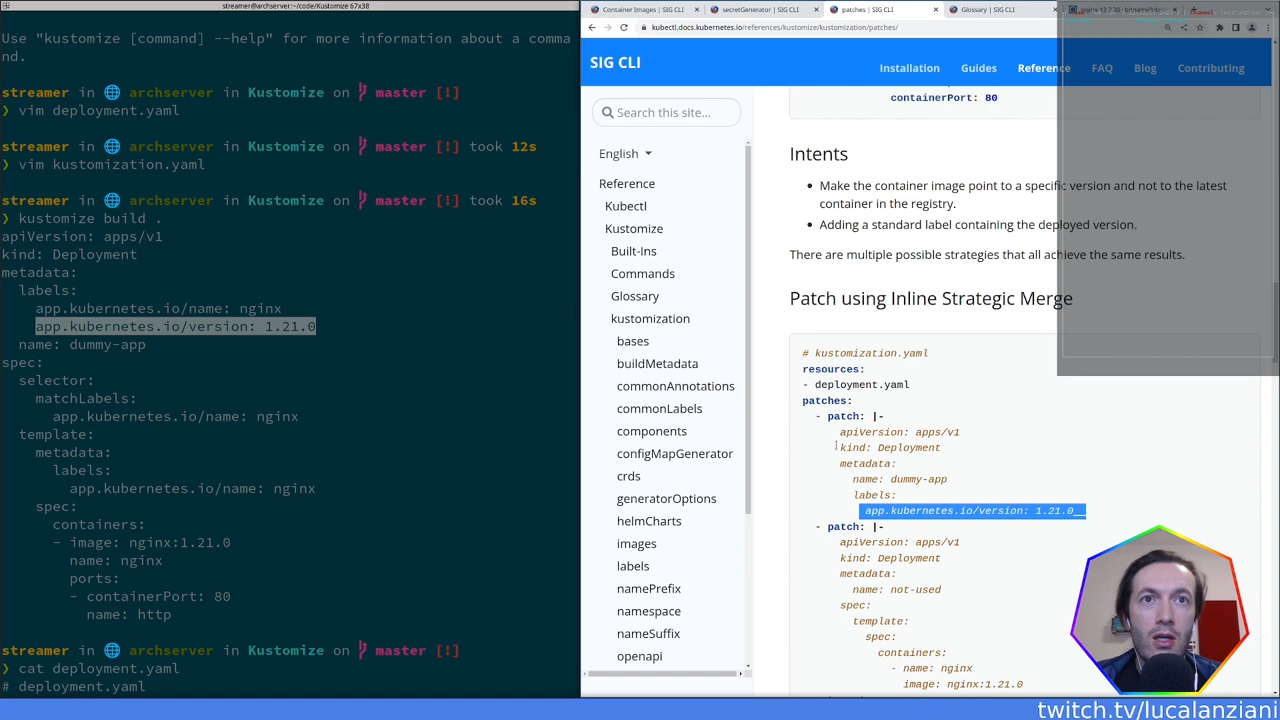 streamer@archserver:~/code/Kustomize 67x38
Use "kustomize [command] --help" for more information about a comma
nd.
streamer in 🌐 archserver in Kustomize on master [!]
❯ vim deployment.yaml
streamer in 🌐 archserver in Kustomize on master [!] took 12s
❯ vim kustomization.yaml
streamer in 🌐 archserver in Kustomize on master [!] took 16s
❯ kustomize build .
apiVersion: apps/v1
kind: Deployment
metadata:
  labels:
    app.kubernetes.io/name: nginx
    app.kubernetes.io/version: 1.21.0
  name: dummy-app
spec:
  selector:
    matchLabels:
      app.kubernetes.io/name: nginx
  template:
    metadata:
      labels:
        app.kubernetes.io/name: nginx
    spec:
      containers:
      - image: nginx:1.21.0
        name: nginx
        ports:
        - containerPort: 80
          name: http
streamer in 🌐 archserver in Kustomize on master [!]
❯ cat deployment.yaml
# deployment.yaml
Container Images | SIG CLI
secretGenerator | SIG CLI
patches | SIG CLI
Glossary | SIG CLI
kubectl.docs.kubernetes.io/references/kustomize/kustomization/patches/
SIG CLI
Installation
Guides
Reference
FAQ
Blog
Contributing
Search this site...
English
Reference
Kubectl
Kustomize
Built-Ins
Commands
Glossary
kustomization
bases
buildMetadata
commonAnnotations
commonLabels
components
configMapGenerator
crds
generatorOptions
helmCharts
images
labels
namePrefix
namespace
nameSuffix
openapi
containerPort: 80
Intents
• Make the container image point to a specific version and not to the latest
container in the registry.
• Adding a standard label containing the deployed version.
There are multiple possible strategies that all achieve the same results.
Patch using Inline Strategic Merge
# kustomization.yaml
resources:
- deployment.yaml
patches:
  - patch: |-
      apiVersion: apps/v1
      kind: Deployment
      metadata:
        name: dummy-app
        labels:
          app.kubernetes.io/version: 1.21.0
  - patch: |-
      apiVersion: apps/v1
      kind: Deployment
      metadata:
        name: not-used
      spec:
        template:
          spec:
            containers:
              - name: nginx
                image: nginx:1.21.0
twitch.tv/lucalanziani